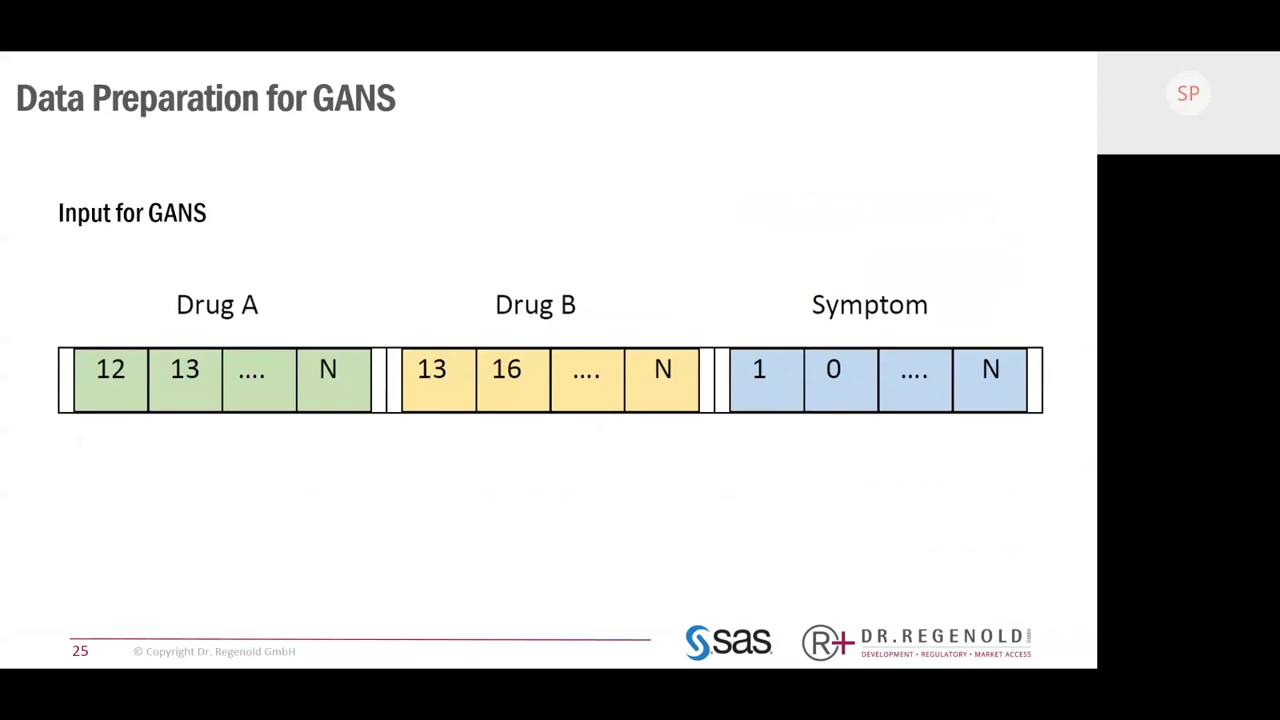 Data Preparation for GANS
SP
Input for GANS
Drug A Drug B Symptom
12 13 .... N 13 16 .... N 1 0 .... N
25 © Copyright Dr. Regenold GmbH
sas
R+ DR.REGENOLD GMBH
DEVELOPMENT • REGULATORY • MARKET ACCESS